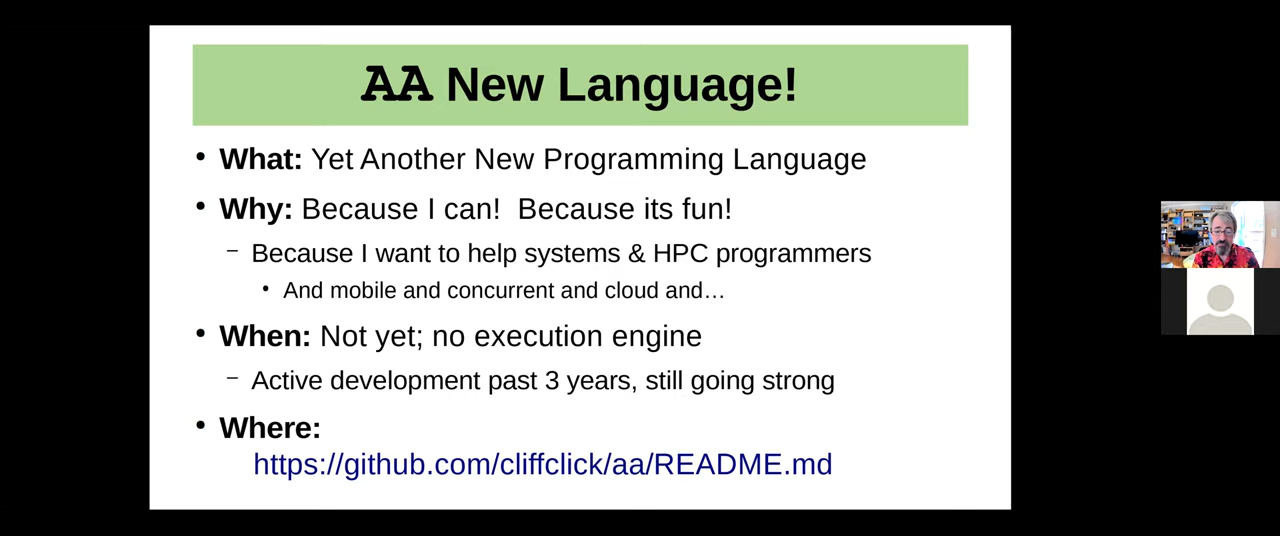 AA New Language!
• What: Yet Another New Programming Language
• Why: Because I can!  Because its fun!
– Because I want to help systems & HPC programmers
• And mobile and concurrent and cloud and…
• When: Not yet; no execution engine
– Active development past 3 years, still going strong
• Where:
https://github.com/cliffclick/aa/README.md